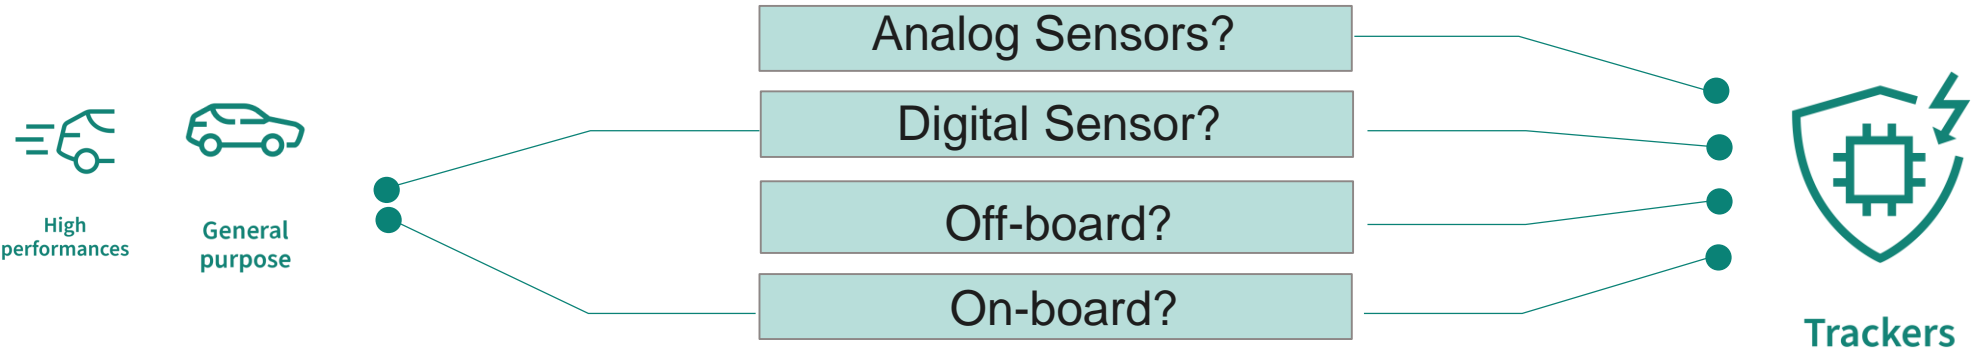 High
performances
General
purpose
Analog Sensors?
Digital Sensor?
Off-board?
On-board?
Trackers